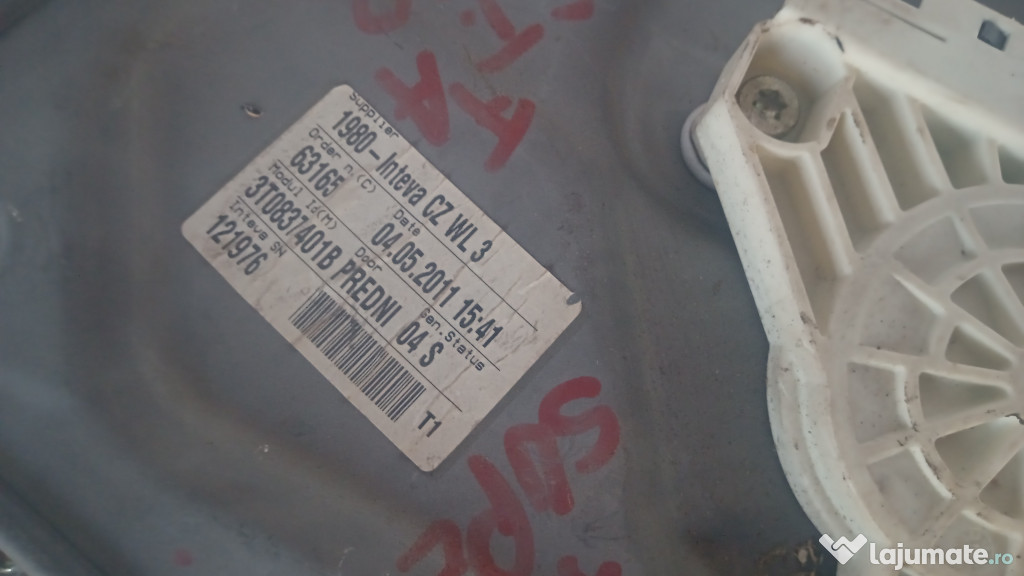 Supplier
1980 - Inteva CZ WL 3
Order n.(C) Date
63165 04.05.2011 15:41
Modul Id(M) Door Gen.Status
3T0837401B PREDNI 04 S
Inteva SN
121976
T1
lajumate.ro